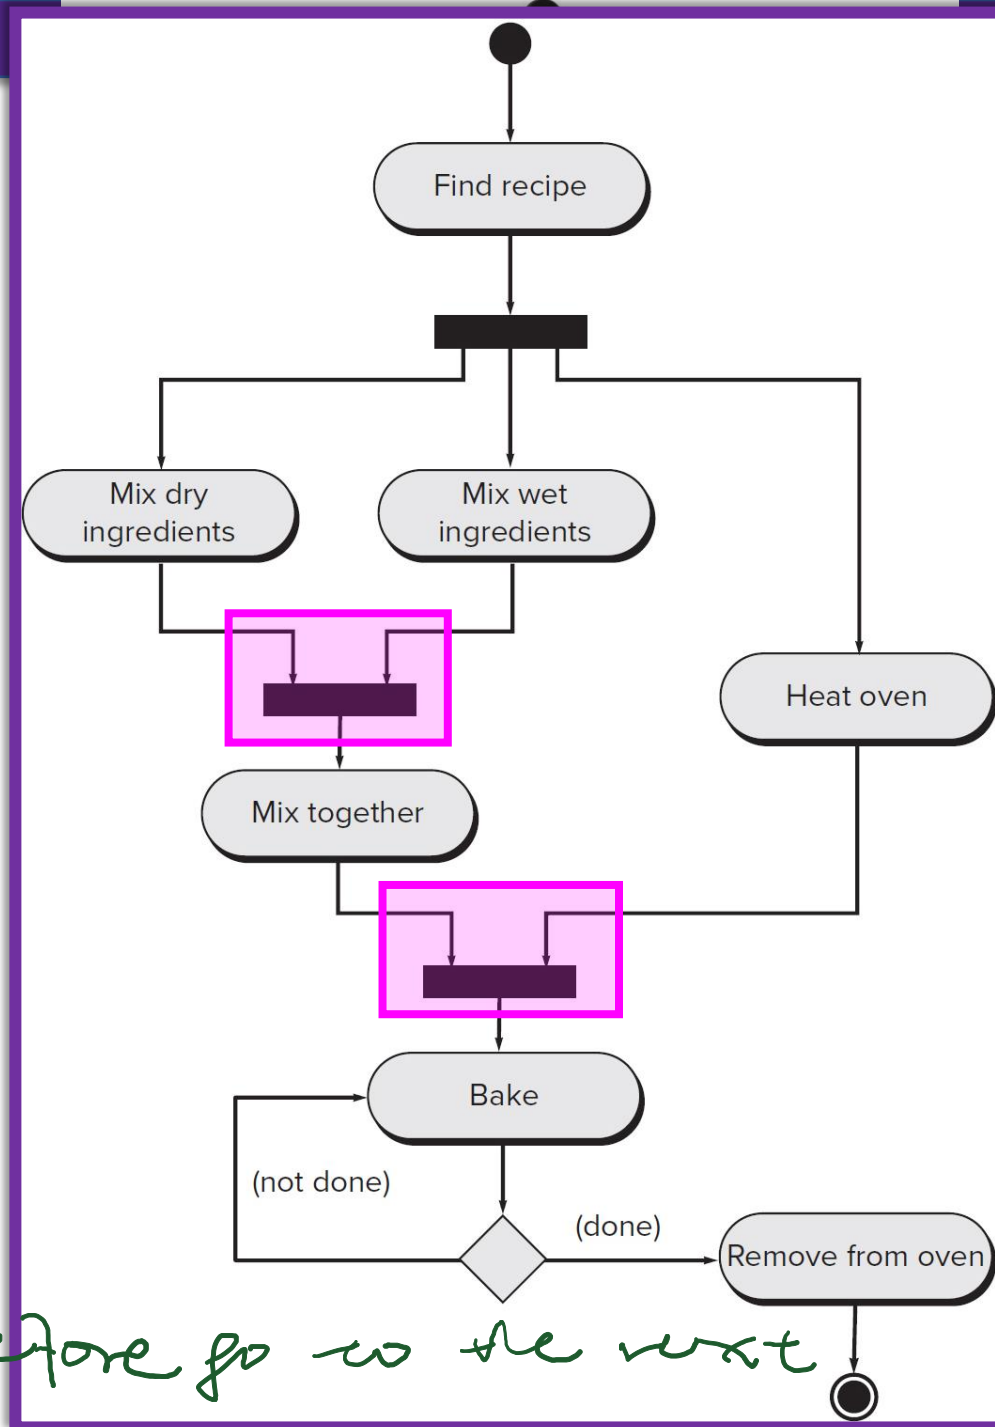 Find recipe
Mix dry
ingredients
Mix wet
ingredients
Heat oven
Mix together
Bake
(not done)
(done)
Remove from oven
go to the next